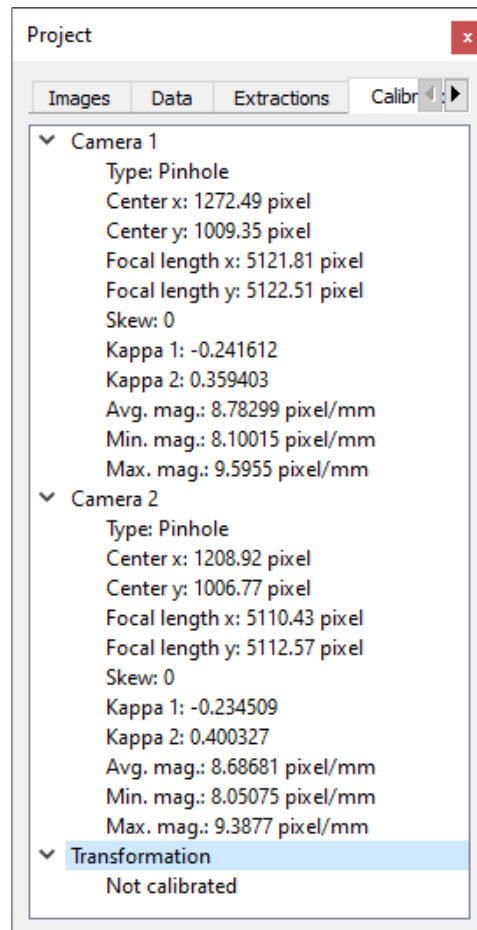 Project
x
Images Data Extractions Calibr
Camera 1
Type: Pinhole
Center x: 1272.49 pixel
Center y: 1009.35 pixel
Focal length x: 5121.81 pixel
Focal length y: 5122.51 pixel
Skew: 0
Kappa 1: -0.241612
Kappa 2: 0.359403
Avg. mag.: 8.78299 pixel/mm
Min. mag.: 8.10015 pixel/mm
Max. mag.: 9.5955 pixel/mm
Camera 2
Type: Pinhole
Center x: 1208.92 pixel
Center y: 1006.77 pixel
Focal length x: 5110.43 pixel
Focal length y: 5112.57 pixel
Skew: 0
Kappa 1: -0.234509
Kappa 2: 0.400327
Avg. mag.: 8.68681 pixel/mm
Min. mag.: 8.05075 pixel/mm
Max. mag.: 9.3877 pixel/mm
Transformation
Not calibrated